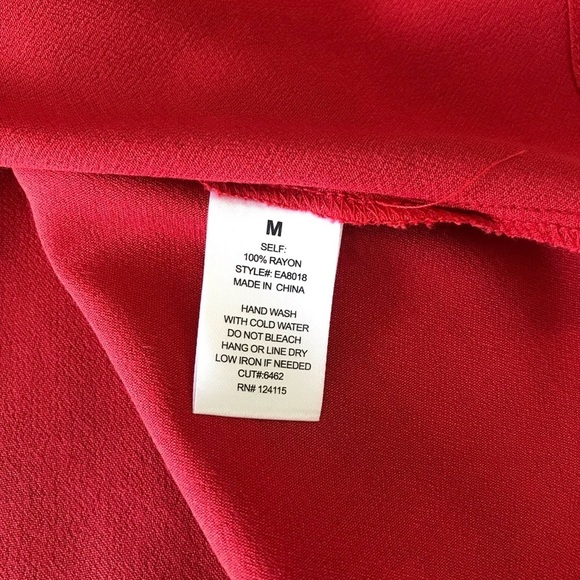 M
SELF:
100% RAYON
STYLE#: EA8018
MADE IN CHINA
HAND WASH
WITH COLD WATER
DO NOT BLEACH
HANG OR LINE DRY
LOW IRON IF NEEDED
CUT#:6462
RN# 124115